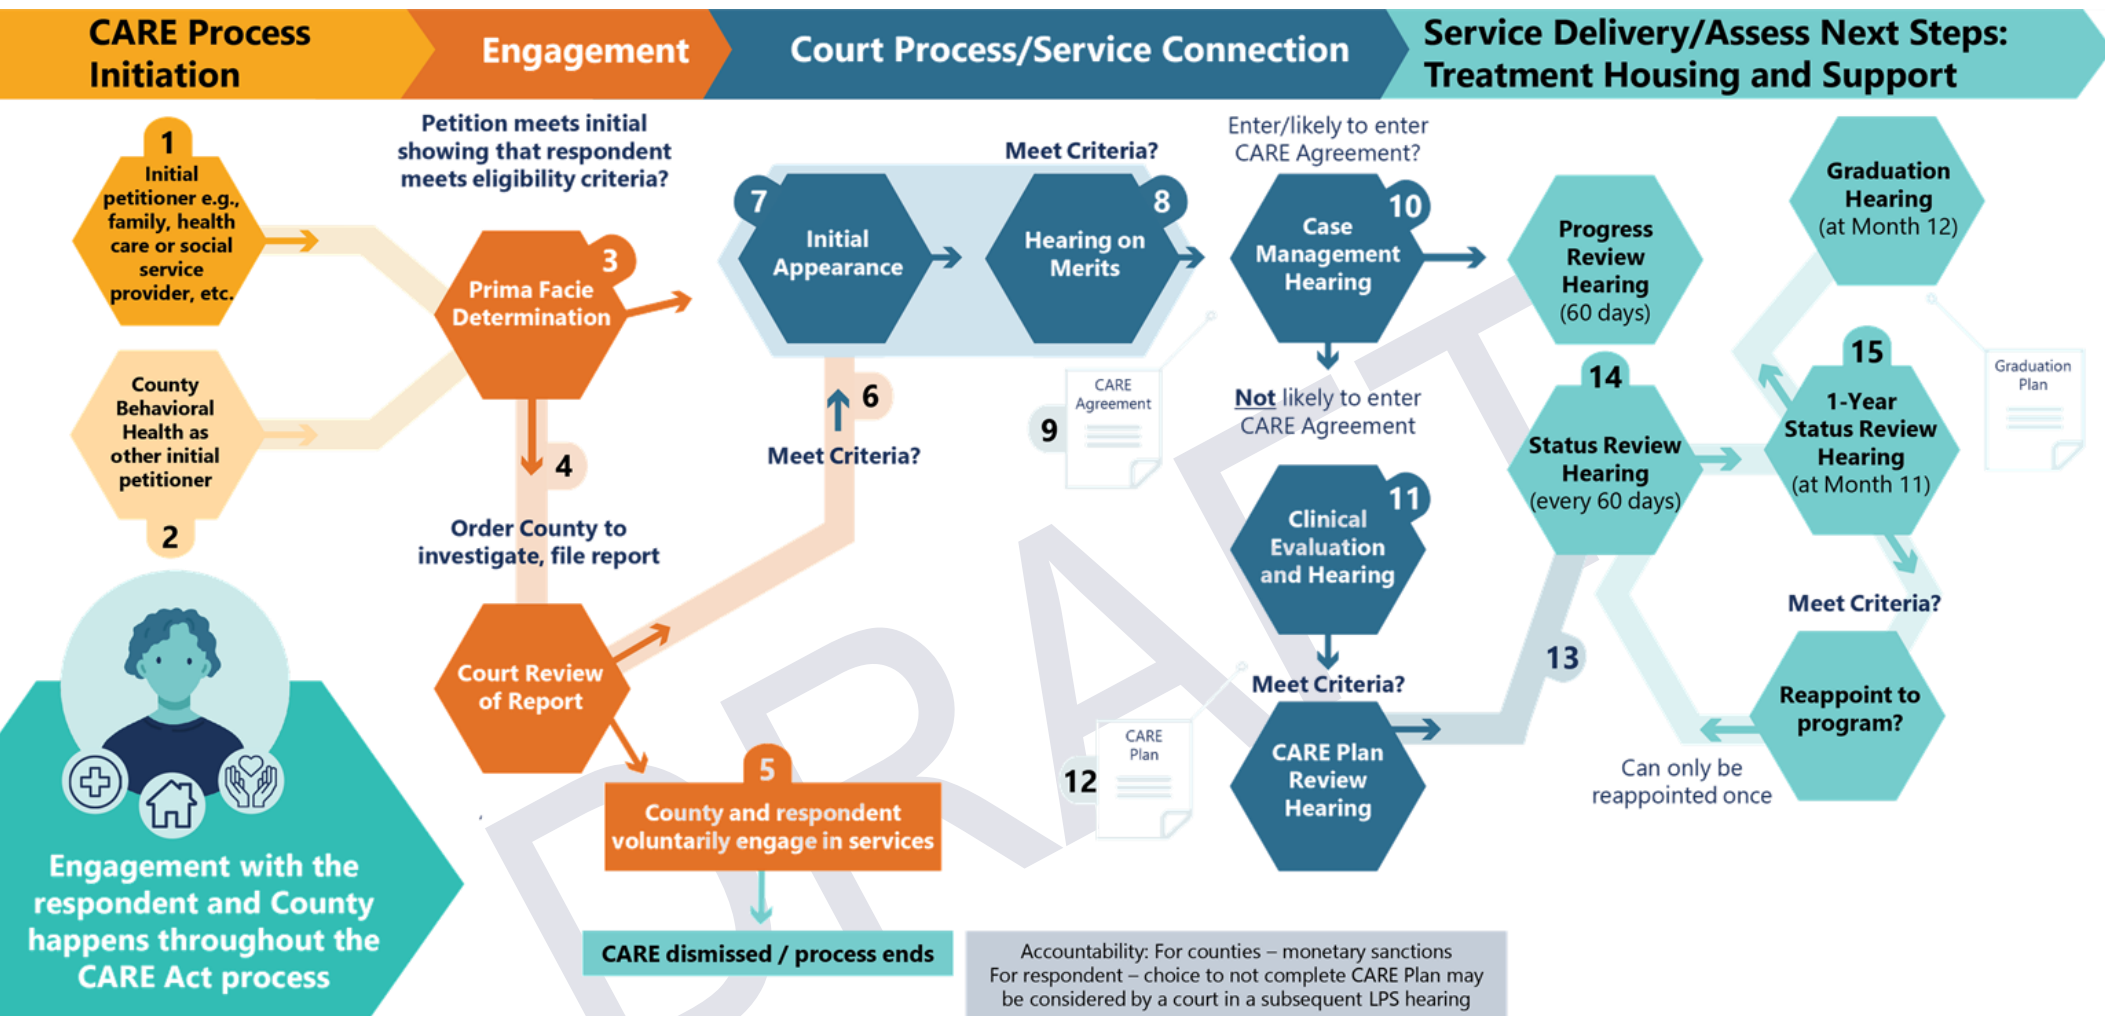 CARE Process
Initiation
Engagement
Court Process/Service Connection
Service Delivery/Assess Next Steps:
Treatment Housing and Support
1
Initial
petitioner e.g.,
family, health
care or social
service
provider, etc.
County
Behavioral
Health as
other initial
petitioner
2
Petition meets initial
showing that respondent
meets eligibility criteria?
3
Prima Facie
Determination
4
Order County to
investigate, file report
Court Review
of Report
5
County and respondent
voluntarily engage in services
CARE dismissed / process ends
6
Meet Criteria?
7
Initial
Appearance
Meet Criteria?
8
Hearing on
Merits
9
CARE
Agreement
Enter/likely to enter
CARE Agreement?
10
Case
Management
Hearing
Not likely to enter
CARE Agreement
11
Clinical
Evaluation
and Hearing
Meet Criteria?
12
CARE
Plan
CARE Plan
Review
Hearing
13
Progress
Review
Hearing
(60 days)
14
Status Review
Hearing
(every 60 days)
15
1-Year
Status Review
Hearing
(at Month 11)
Graduation
Hearing
(at Month 12)
Graduation
Plan
Meet Criteria?
Reappoint to
program?
Can only be
reappointed once
Engagement with the
respondent and County
happens throughout the
CARE Act process
Accountability: For counties – monetary sanctions
For respondent – choice to not complete CARE Plan may
be considered by a court in a subsequent LPS hearing
DRAFT